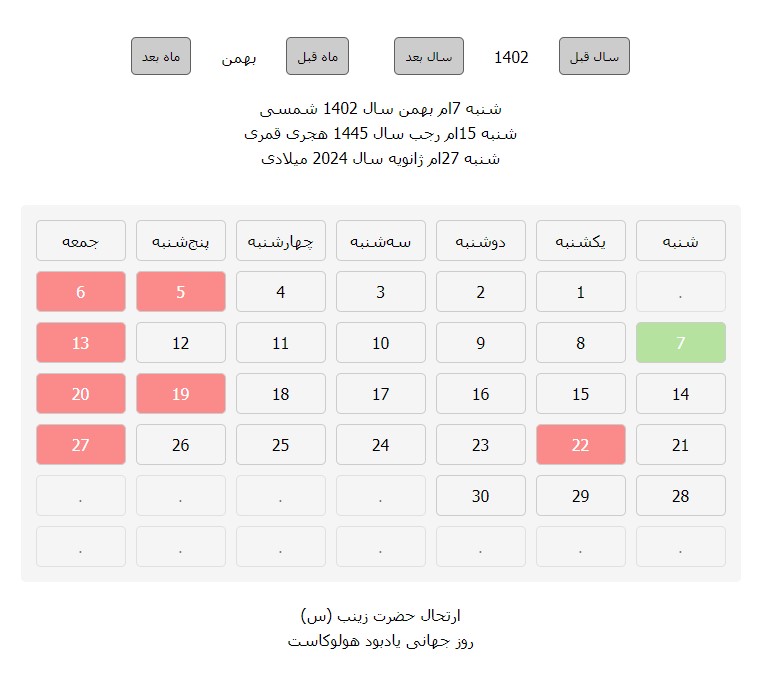 سال قبل 1402 سال بعد ماه قبل بهمن ماه بعد
شنبه 7ام بهمن سال 1402 شمسی
شنبه 15ام رجب سال 1445 هجری قمری
شنبه 27ام ژانویه سال 2024 میلادی
شنبه یکشنبه دوشنبه سه‌شنبه چهارشنبه پنج‌شنبه جمعه
. 1 2 3 4 5 6
7 8 9 10 11 12 13
14 15 16 17 18 19 20
21 22 23 24 25 26 27
28 29 30 . . . .
. . . . . . .
ارتحال حضرت زینب (س)
روز جهانی یادبود هولوکاست